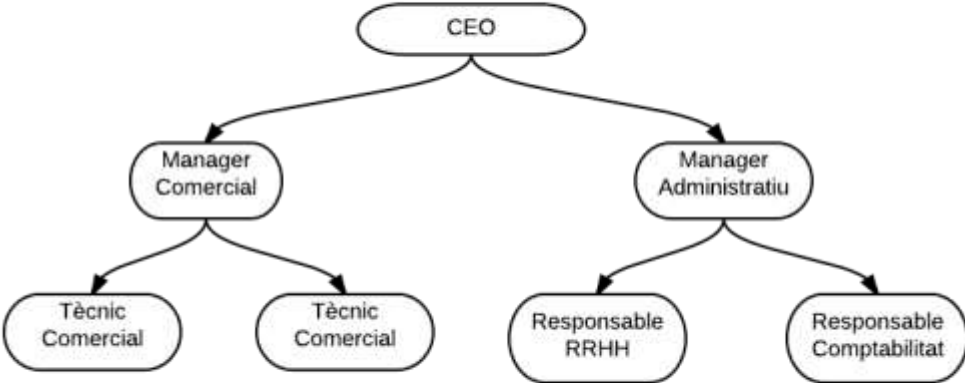 CEO
Manager
Comercial
Manager
Administratiu
Tècnic
Comercial
Tècnic
Comercial
Responsable
RRHH
Responsable
Comptabilitat